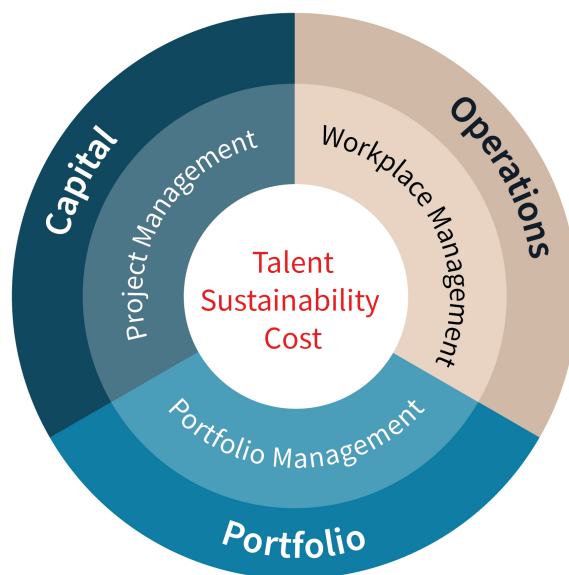 Capital
Operations
Project Management
Workplace Management
Talent
Sustainability
Cost
Portfolio Management
Portfolio